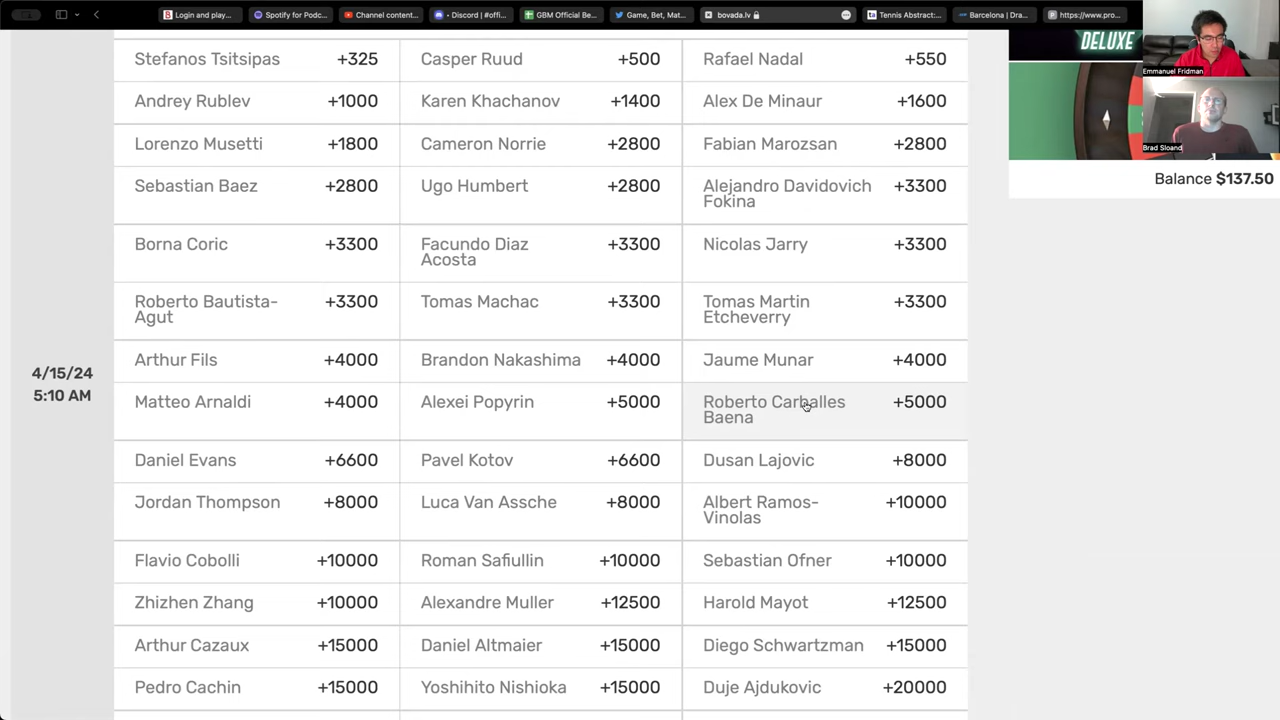 Login and play...
Spotify for Podc...
Channel content...
Discord | #offi...
GBM Official Be...
Game, Bet, Mat...
bovada.lv
Tennis Abstract:...
Barcelona | Dra...
https://www.pro...
Stefanos Tsitsipas +325 Casper Ruud +500 Rafael Nadal +550
Andrey Rublev +1000 Karen Khachanov +1400 Alex De Minaur +1600
Lorenzo Musetti +1800 Cameron Norrie +2800 Fabian Marozsan +2800
Sebastian Baez +2800 Ugo Humbert +2800 Alejandro Davidovich +3300
Fokina
Borna Coric +3300 Facundo Diaz +3300 Nicolas Jarry +3300
Acosta
Roberto Bautista- +3300 Tomas Machac +3300 Tomas Martin +3300
Agut Etcheverry
Arthur Fils +4000 Brandon Nakashima +4000 Jaume Munar +4000
4/15/24
5:10 AM
Matteo Arnaldi +4000 Alexei Popyrin +5000 Roberto Carballes +5000
Baena
Daniel Evans +6600 Pavel Kotov +6600 Dusan Lajovic +8000
Jordan Thompson +8000 Luca Van Assche +8000 Albert Ramos- +10000
Vinolas
Flavio Cobolli +10000 Roman Safiullin +10000 Sebastian Ofner +10000
Zhizhen Zhang +10000 Alexandre Muller +12500 Harold Mayot +12500
Arthur Cazaux +15000 Daniel Altmaier +15000 Diego Schwartzman +15000
Pedro Cachin +15000 Yoshihito Nishioka +15000 Duje Ajdukovic +20000
DELUXE
Emmanuel Fridman
Brad Sloand
Balance $137.50